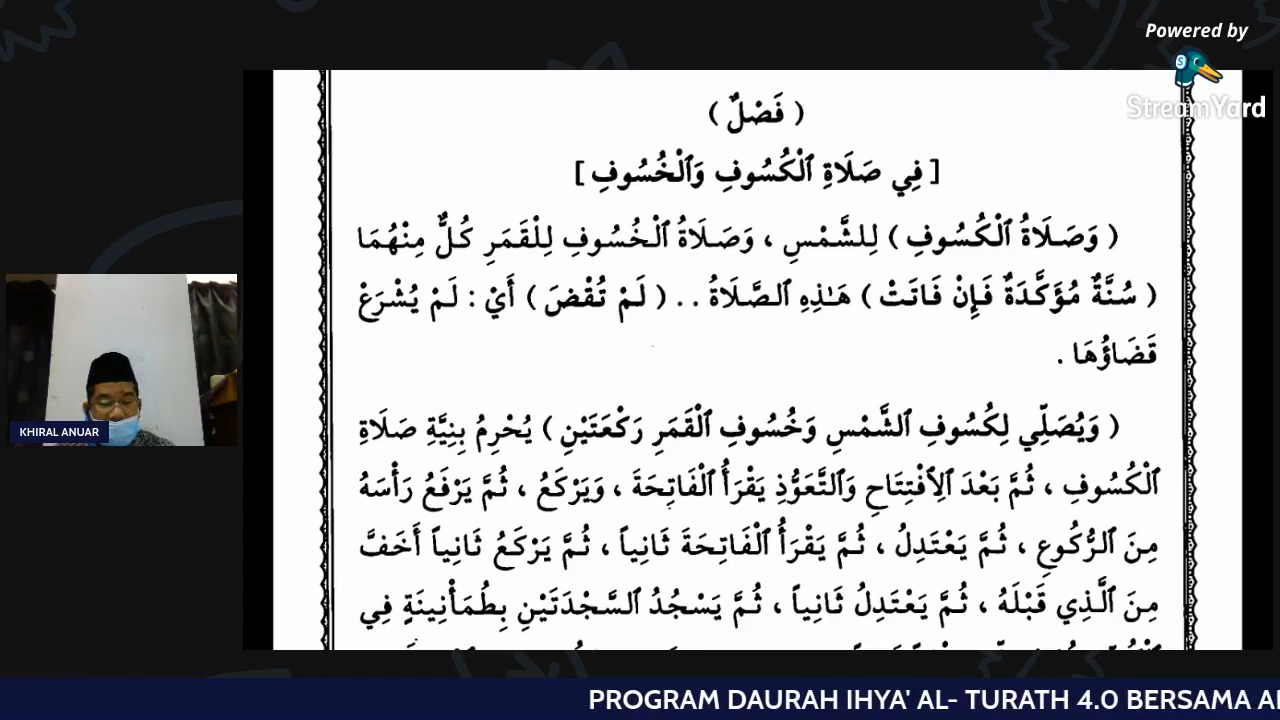 Powered by
StreamYard
( فَصْلٌ )
[ فِي صَلَاةِ ٱلْكُسُوفِ وَٱلْخُسُوفِ ]
( وَصَلَاةُ ٱلْكُسُوفِ ) لِلشَّمْسِ ، وَصَلَاةُ ٱلْخُسُوفِ لِلْقَمَرِ كُلٌّ مِنْهُمَا
( سُنَّةٌ مُؤَكَّدَةٌ فَإِنْ فَاتَتْ ) هَـٰذِهِ ٱلصَّلَاةُ . . ( لَمْ تُقْضَ ) أَيْ : لَمْ يُشْرَعْ
قَضَاؤُهَا .
( وَيُصَلِّي لِكُسُوفِ ٱلشَّمْسِ وَخُسُوفِ ٱلْقَمَرِ رَكْعَتَيْنِ ) يُحْرِمُ بِنِيَّةِ صَلَاةِ
ٱلْكُسُوفِ ، ثُمَّ بَعْدَ ٱلِٱفْتِتَاحِ وَٱلتَّعَوُّذِ يَقْرَأُ ٱلْفَاتِحَةَ ، وَيَرْكَعُ ، ثُمَّ يَرْفَعُ رَأْسَهُ
مِنَ ٱلرُّكُوعِ ، ثُمَّ يَعْتَدِلُ ، ثُمَّ يَقْرَأُ ٱلْفَاتِحَةَ ثَانِياً ، ثُمَّ يَرْكَعُ ثَانِياً أَخَفَّ
مِنَ ٱلَّذِي قَبْلَهُ ، ثُمَّ يَعْتَدِلُ ثَانِياً ، ثُمَّ يَسْجُدُ ٱلسَّجْدَتَيْنِ بِطُمَأْنِينَةٍ فِي
KHIRAL ANUAR
PROGRAM DAURAH IHYA' AL- TURATH 4.0 BERSAMA